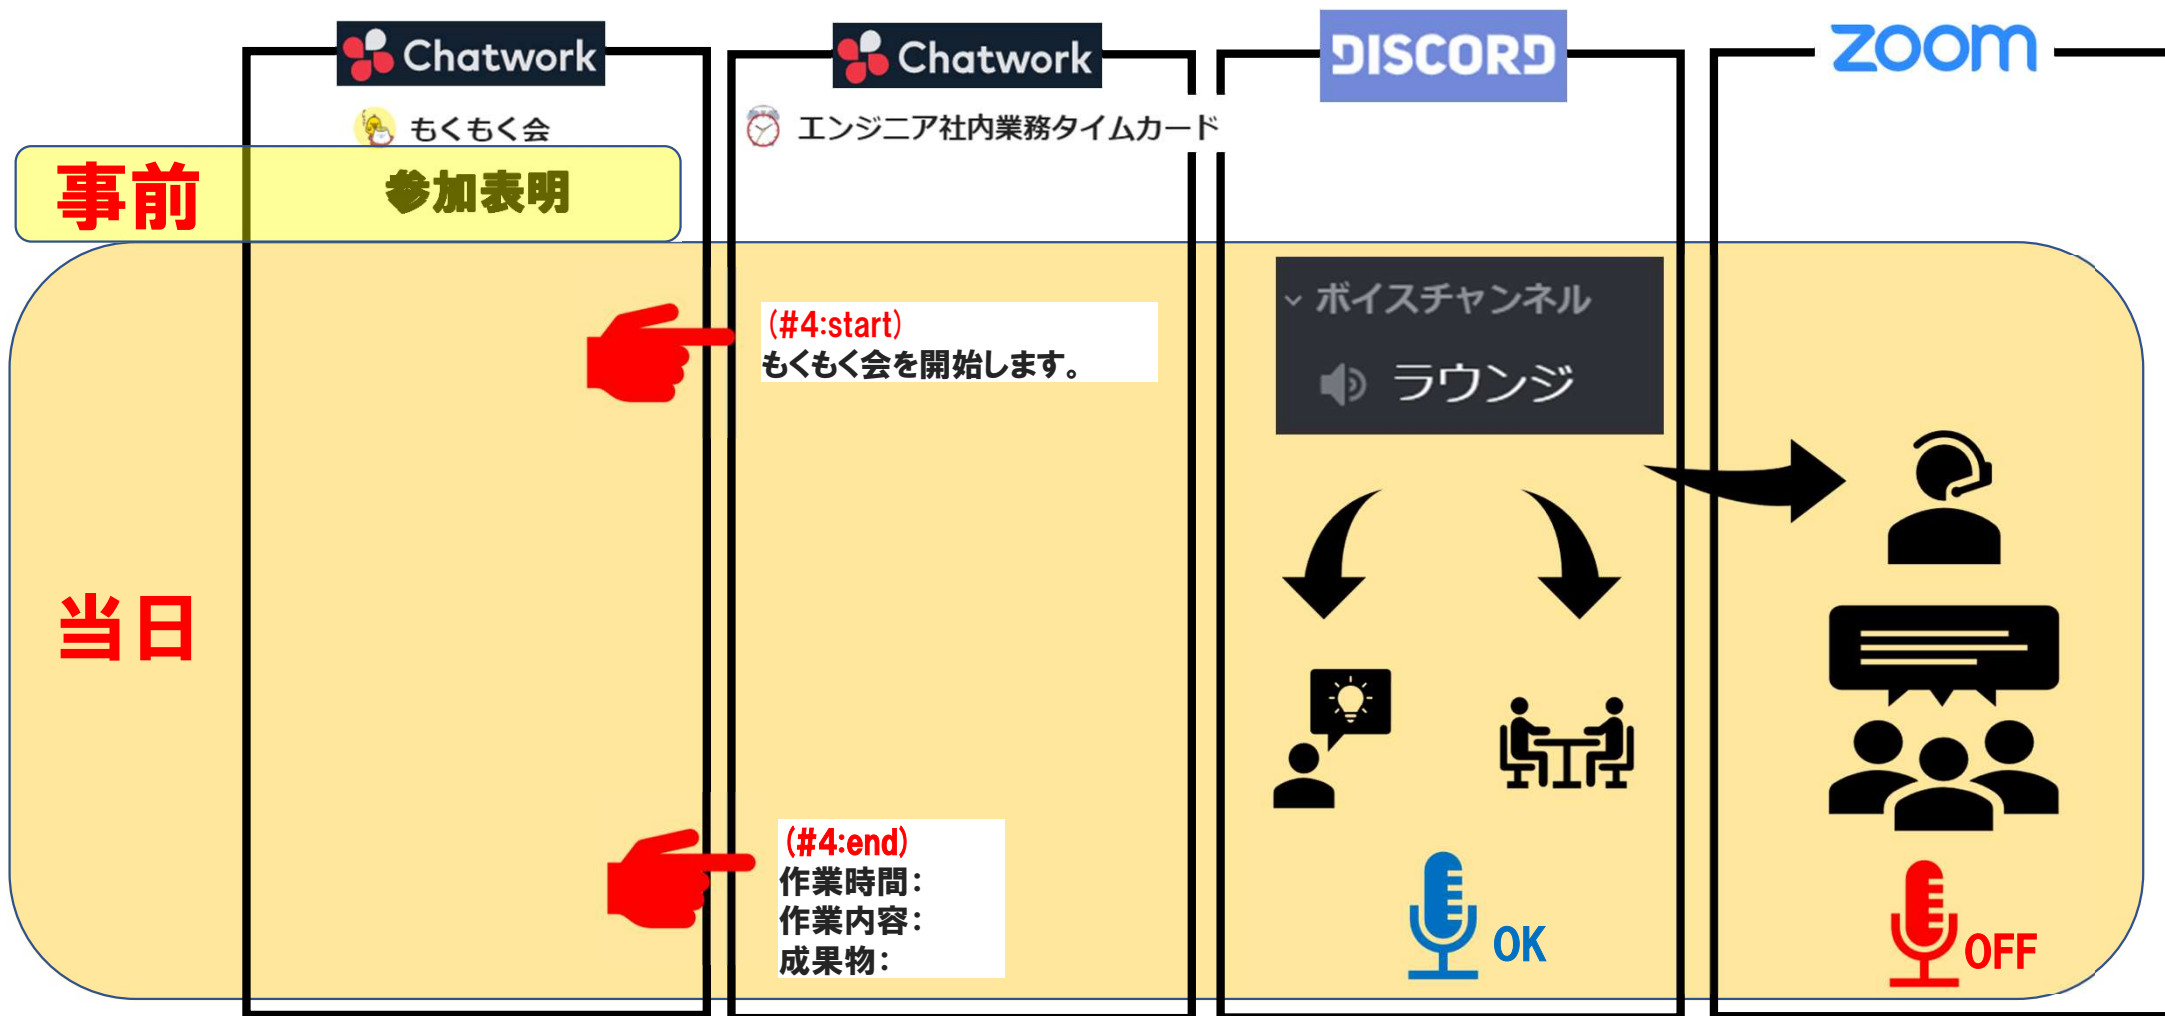 Chatwork
Chatwork
DISCORD
zoom
もくもく会
エンジニア社内業務タイムカード
事前
参加表明
当日
(#4:start)
もくもく会を開始します。
ボイスチャンネル
ラウンジ
(#4:end)
作業時間：
作業内容：
成果物：
OK
OFF